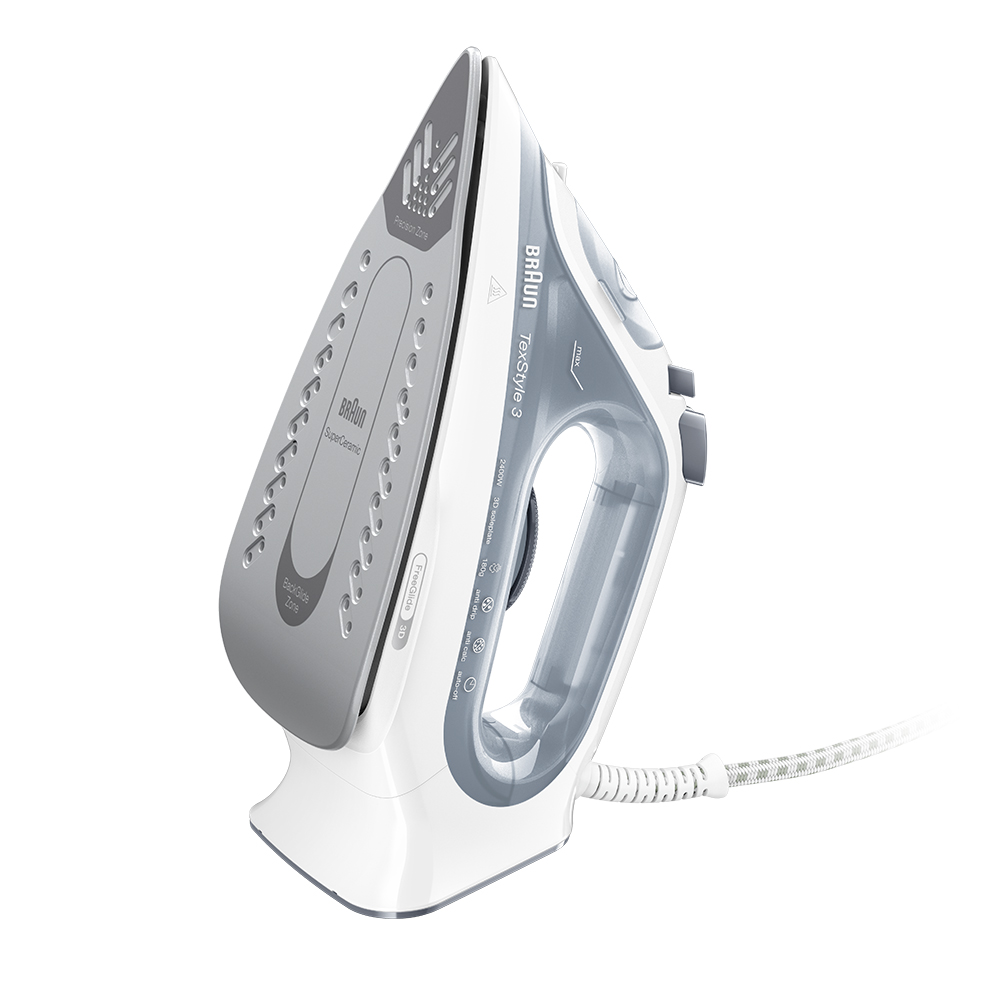 Precision Zone
BRAUN
SuperCeramic
BackGlide
Zone
FreeGlide 3D
BRAUN
TexStyle 3
max
2400W
3D soleplate
180g
anti drip
anti calc
auto-off